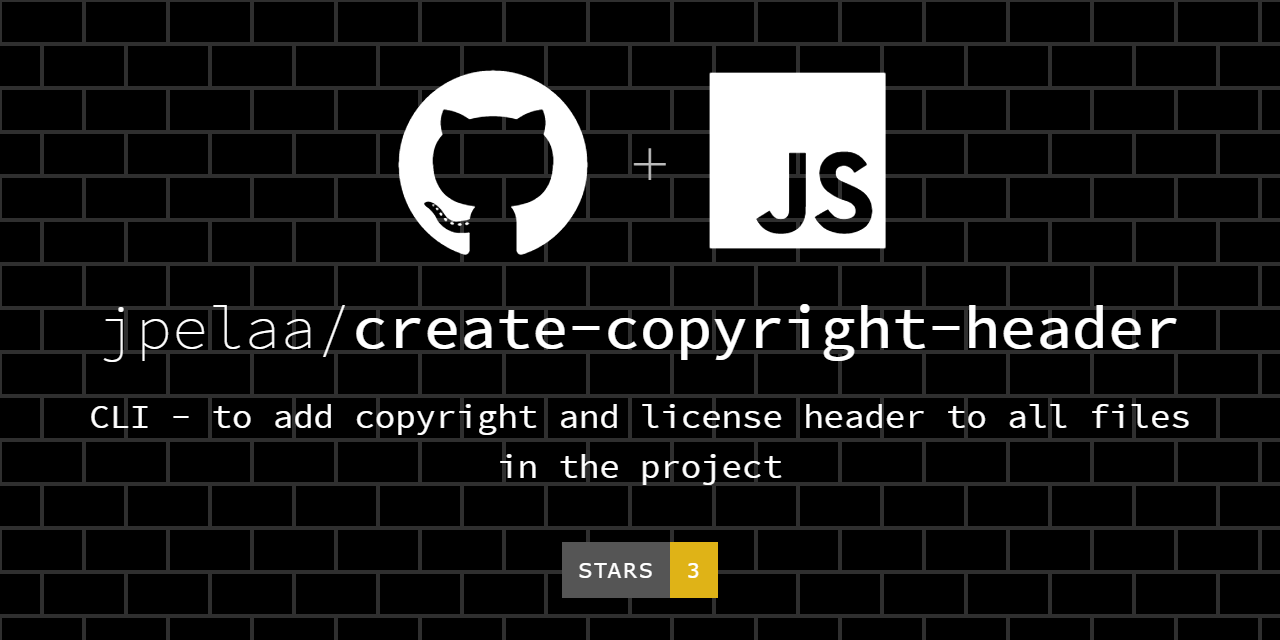 JS
jpelaa/create-copyright-header
CLI - to add copyright and license header to all files
in the project
STARS 3